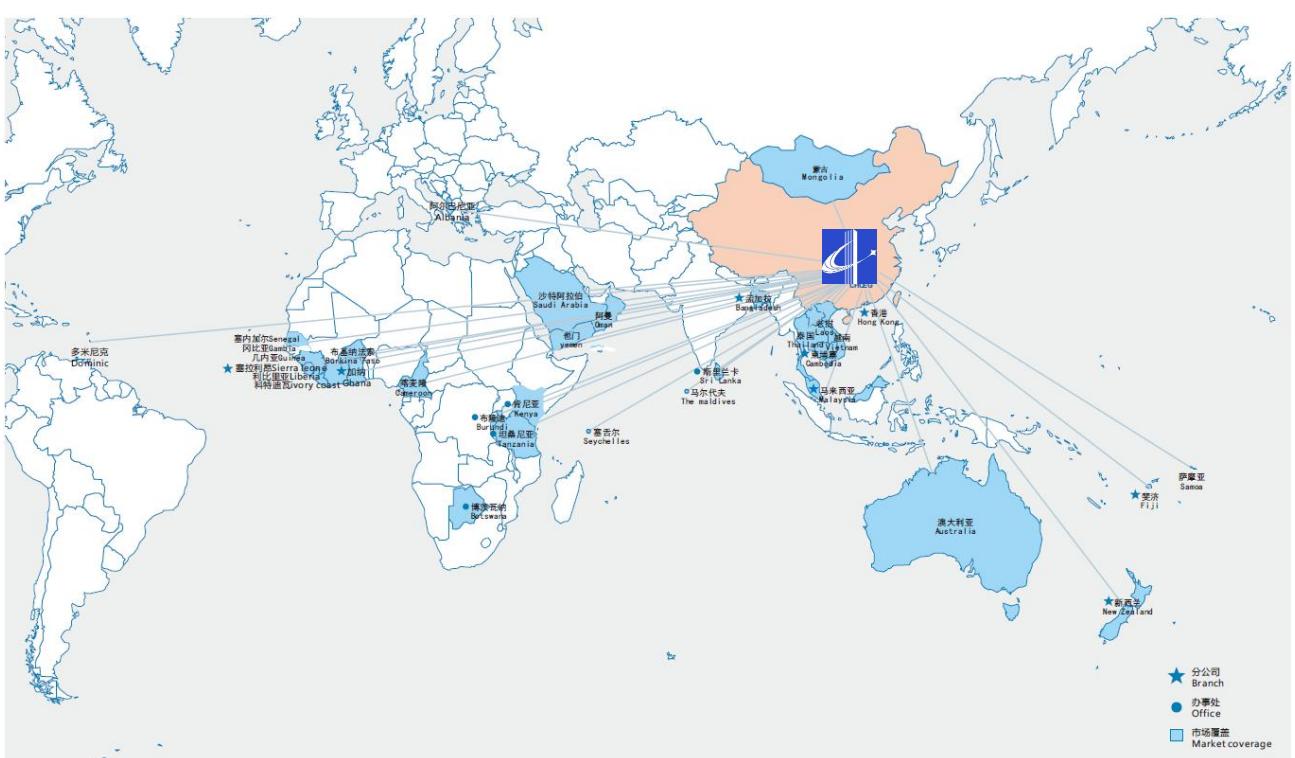 蒙古
Mongolia
阿尔巴尼亚
Albania
CHCEG
沙特阿拉伯
Saudi Arabia
阿曼
Oman
也门
yemen
孟加拉
Bangladesh
香港
Hong Kong
老挝
Laos
泰国
Thailand
越南
Vietnam
柬埔寨
Cambodia
塞内加尔Senegal
冈比亚Gambia
几内亚Guinea
塞拉利昂Sierra leone
利比里亚Liberia
科特迪瓦ivory coast
布基纳法索
Burkina Faso
加纳
Ghana
多米尼克
Dominic
喀麦隆
Cameroon
斯里兰卡
Sri Lanka
马尔代夫
The maldives
马来西亚
Malaysia
肯尼亚
Kenya
布隆迪
Burundi
坦桑尼亚
Tanzania
塞舌尔
Seychelles
博茨瓦纳
Botswana
澳大利亚
Australia
萨摩亚
Samoa
斐济
Fiji
新西兰
New Zealand
分公司
Branch
办事处
Office
市场覆盖
Market coverage